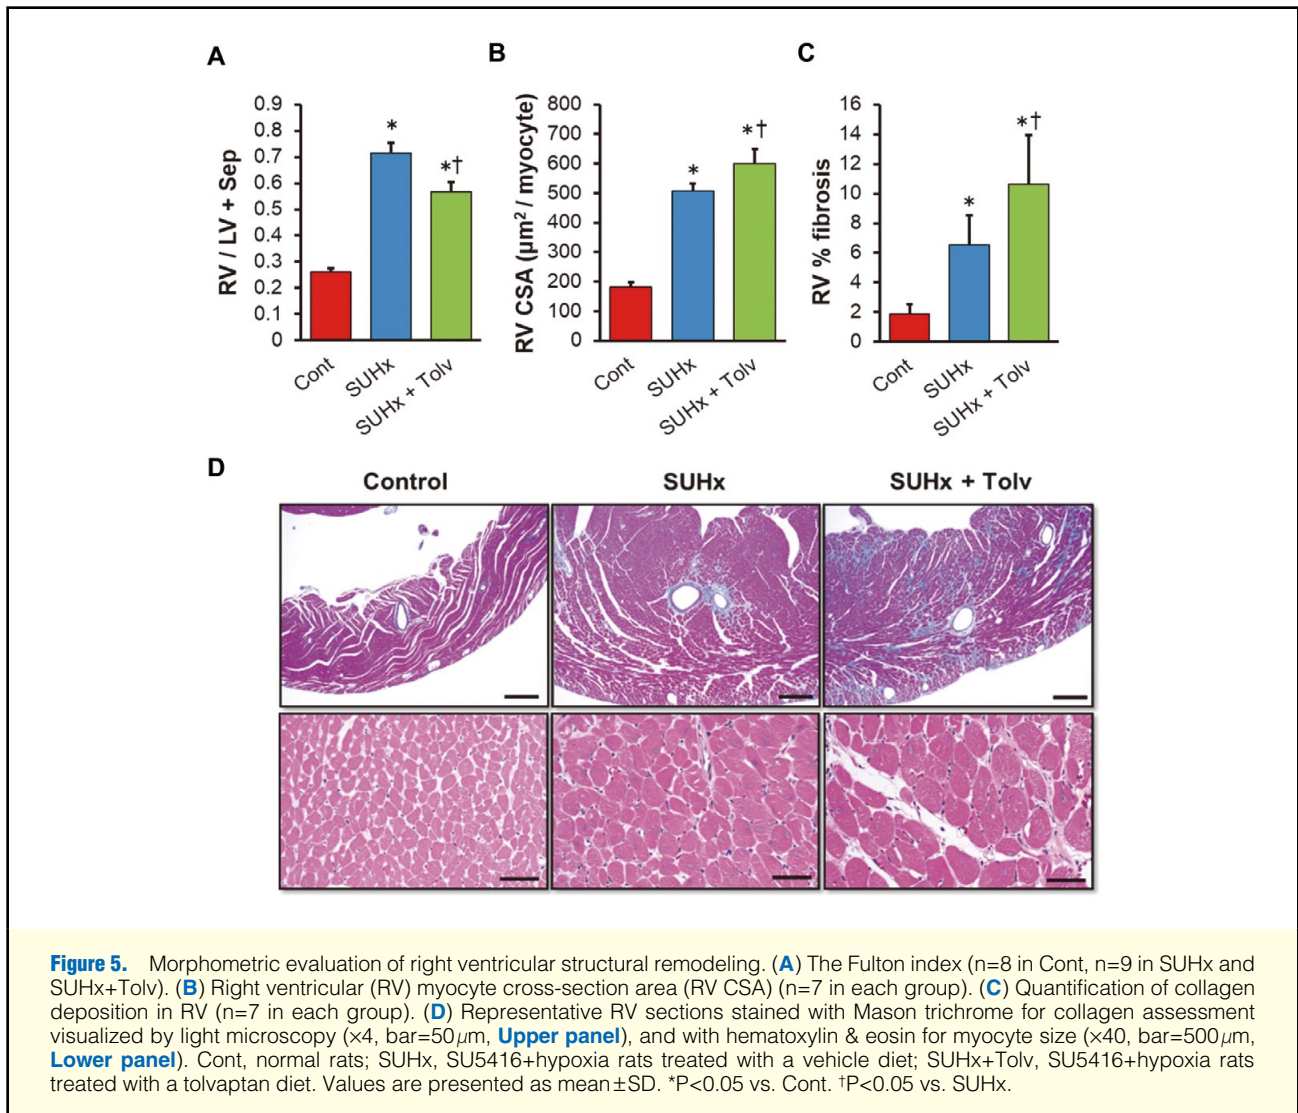 A
RV / LV + Sep
0.9
0.8
0.7
0.6
0.5
0.4
0.3
0.2
0.1
0
*
*†
Cont
SUHx
SUHx + Tolv
B
RV CSA (µm² / myocyte)
800
700
600
500
400
300
200
100
0
*
*†
Cont
SUHx
SUHx + Tolv
C
RV % fibrosis
16
14
12
10
8
6
4
2
0
*
*†
Cont
SUHx
SUHx + Tolv
D
Control
SUHx
SUHx + Tolv
Figure 5. Morphometric evaluation of right ventricular structural remodeling. (A) The Fulton index (n=8 in Cont, n=9 in SUHx and
SUHx+Tolv). (B) Right ventricular (RV) myocyte cross-section area (RV CSA) (n=7 in each group). (C) Quantification of collagen
deposition in RV (n=7 in each group). (D) Representative RV sections stained with Mason trichrome for collagen assessment
visualized by light microscopy (×4, bar=50µm, Upper panel), and with hematoxylin & eosin for myocyte size (×40, bar=500µm,
Lower panel). Cont, normal rats; SUHx, SU5416+hypoxia rats treated with a vehicle diet; SUHx+Tolv, SU5416+hypoxia rats
treated with a tolvaptan diet. Values are presented as mean±SD. *P<0.05 vs. Cont. †P<0.05 vs. SUHx.